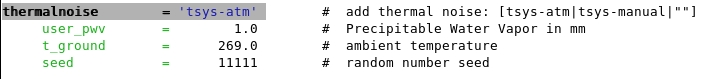 thermalnoise = 'tsys-atm' # add thermal noise: [tsys-atm|tsys-manual|""]
user_pwv = 1.0 # Precipitable Water Vapor in mm
t_ground = 269.0 # ambient temperature
seed = 11111 # random number seed